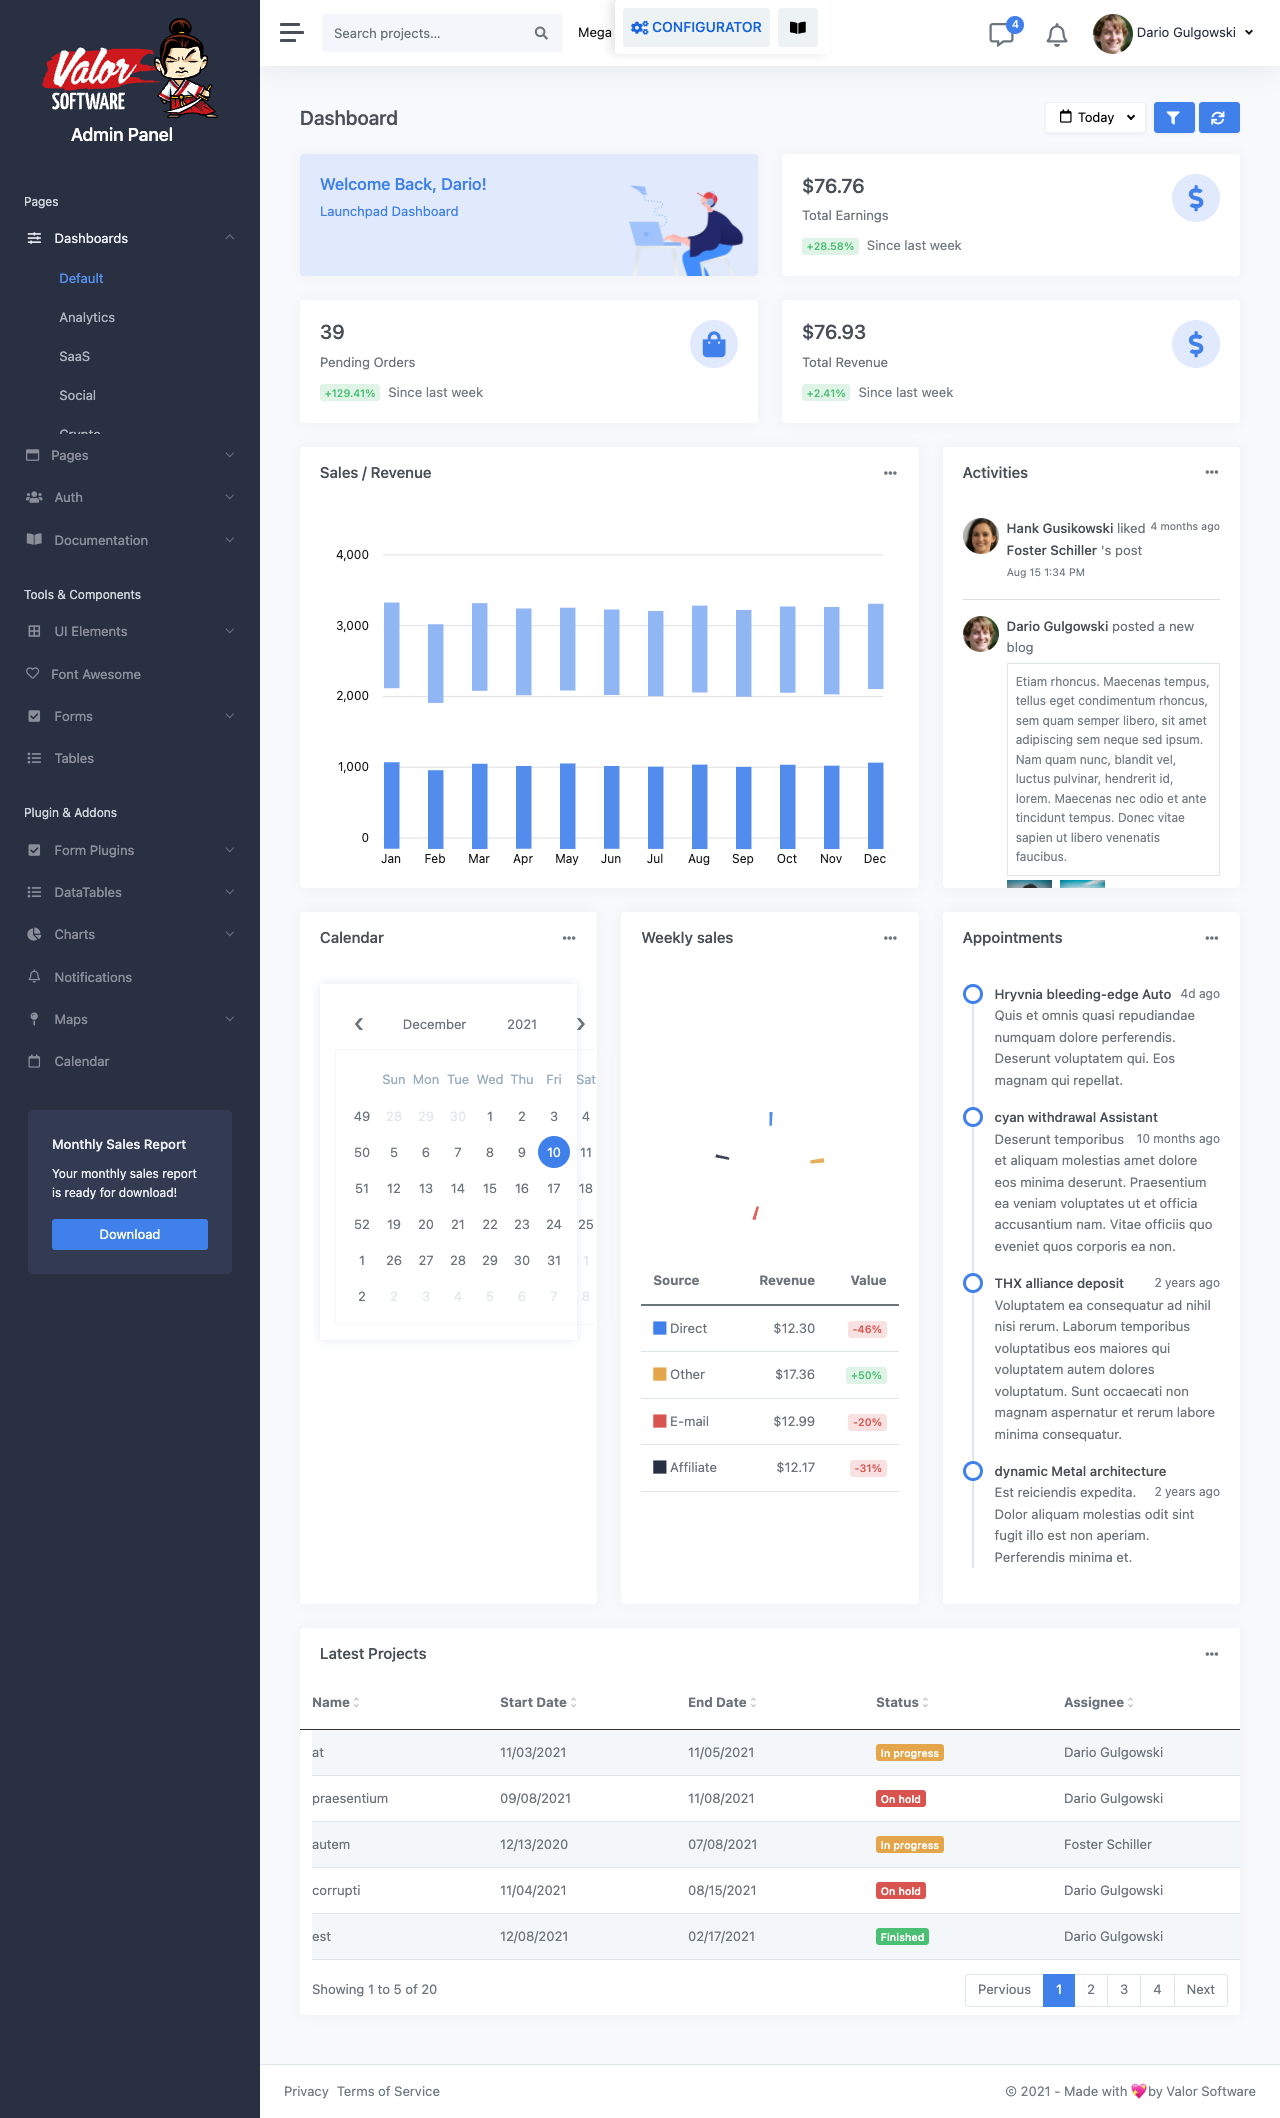 Valor
SOFTWARE
Admin Panel
Pages
Dashboards
Default
Analytics
SaaS
Social
Crypto
Pages
Auth
Documentation
Tools & Components
UI Elements
Font Awesome
Forms
Tables
Plugin & Addons
Form Plugins
DataTables
Charts
Notifications
Maps
Calendar
Monthly Sales Report
Your monthly sales report
is ready for download!
Download
Search projects...
Mega
CONFIGURATOR
4
Dario Gulgowski
Dashboard
Today
Welcome Back, Dario!
Launchpad Dashboard
$76.76
Total Earnings
+28.58% Since last week
39
Pending Orders
+129.41% Since last week
$76.93
Total Revenue
+2.41% Since last week
Sales / Revenue
4,000
3,000
2,000
1,000
0
Jan Feb Mar Apr May Jun Jul Aug Sep Oct Nov Dec
Activities
Hank Gusikowski liked 4 months ago
Foster Schiller 's post
Aug 15 1:34 PM
Dario Gulgowski posted a new
blog
Etiam rhoncus. Maecenas tempus,
tellus eget condimentum rhoncus,
sem quam semper libero, sit amet
adipiscing sem neque sed ipsum.
Nam quam nunc, blandit vel,
luctus pulvinar, hendrerit id,
lorem. Maecenas nec odio et ante
tincidunt tempus. Donec vitae
sapien ut libero venenatis
faucibus.
Calendar
‹ December 2021 ›
Sun Mon Tue Wed Thu Fri Sat
49 28 29 30 1 2 3 4
50 5 6 7 8 9 10 11
51 12 13 14 15 16 17 18
52 19 20 21 22 23 24 25
1 26 27 28 29 30 31 1
2 2 3 4 5 6 7 8
Weekly sales
Source Revenue Value
Direct $12.30 -46%
Other $17.36 +50%
E-mail $12.99 -20%
Affiliate $12.17 -31%
Appointments
Hryvnia bleeding-edge Auto 4d ago
Quis et omnis quasi repudiandae
numquam dolore perferendis.
Deserunt voluptatem qui. Eos
magnam qui repellat.
cyan withdrawal Assistant
Deserunt temporibus 10 months ago
et aliquam molestias amet dolore
eos minima deserunt. Praesentium
ea veniam voluptates ut et officia
accusantium nam. Vitae officiis quo
eveniet quos corporis ea non.
THX alliance deposit 2 years ago
Voluptatem ea consequatur ad nihil
nisi rerum. Laborum temporibus
voluptatibus eos maiores qui
voluptatem autem dolores
voluptatum. Sunt occaecati non
magnam aspernatur et rerum labore
minima consequatur.
dynamic Metal architecture
Est reiciendis expedita. 2 years ago
Dolor aliquam molestias odit sint
fugit illo est non aperiam.
Perferendis minima et.
Latest Projects
Name Start Date End Date Status Assignee
at 11/03/2021 11/05/2021 In progress Dario Gulgowski
praesentium 09/08/2021 11/08/2021 On hold Dario Gulgowski
autem 12/13/2020 07/08/2021 In progress Foster Schiller
corrupti 11/04/2021 08/15/2021 On hold Dario Gulgowski
est 12/08/2021 02/17/2021 Finished Dario Gulgowski
Showing 1 to 5 of 20
Pervious 1 2 3 4 Next
Privacy Terms of Service
© 2021 - Made with 💖by Valor Software